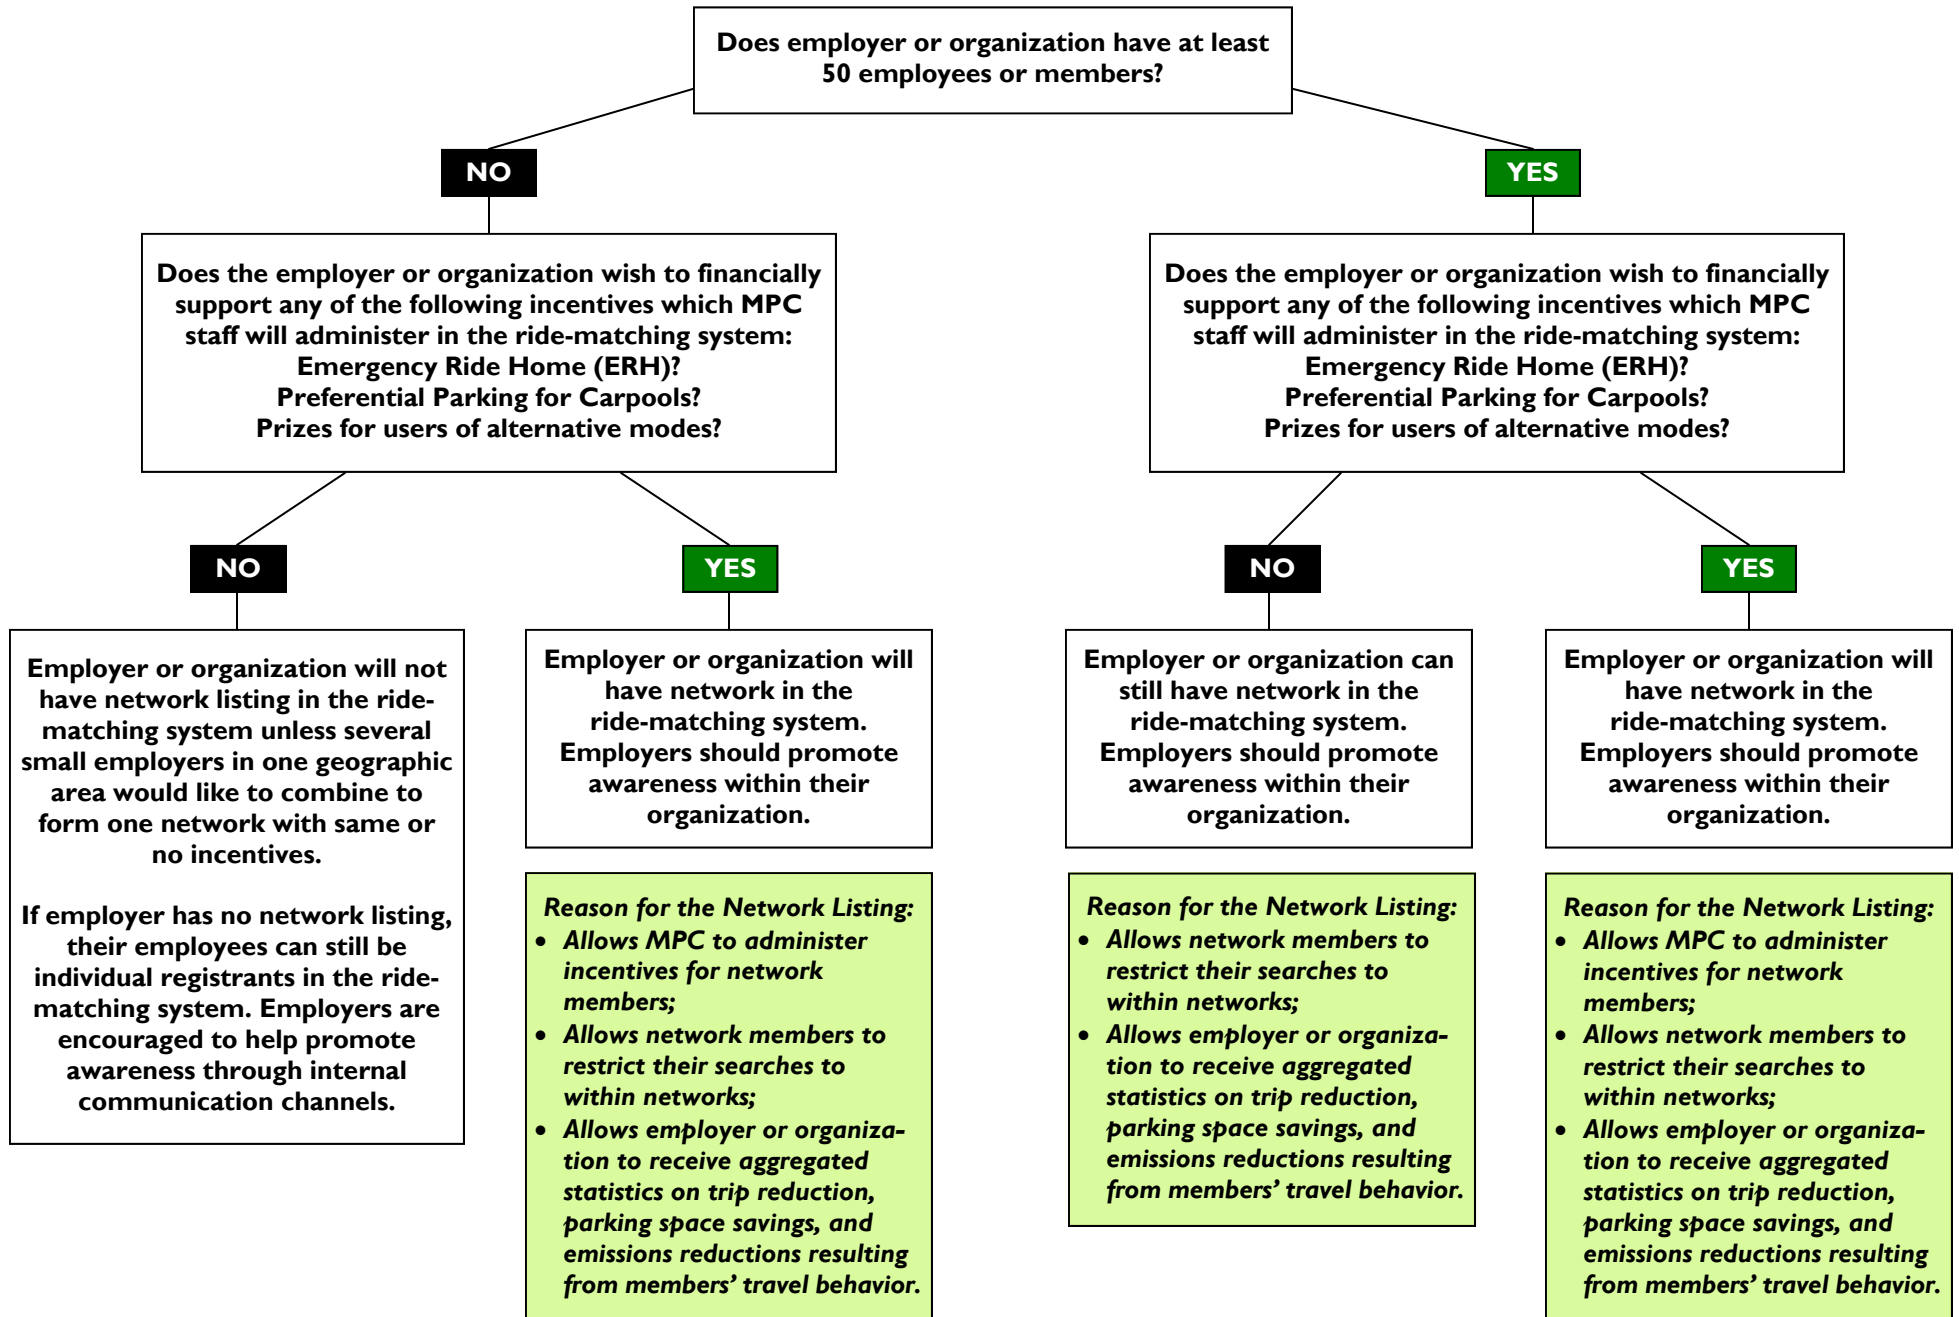 Does employer or organization have at least
50 employees or members?
NO
YES
Does the employer or organization wish to financially
support any of the following incentives which MPC
staff will administer in the ride-matching system:
Emergency Ride Home (ERH)?
Preferential Parking for Carpools?
Prizes for users of alternative modes?
Does the employer or organization wish to financially
support any of the following incentives which MPC
staff will administer in the ride-matching system:
Emergency Ride Home (ERH)?
Preferential Parking for Carpools?
Prizes for users of alternative modes?
NO
YES
NO
YES
Employer or organization will not
have network listing in the ride-
matching system unless several
small employers in one geographic
area would like to combine to
form one network with same or
no incentives.
If employer has no network listing,
their employees can still be
individual registrants in the ride-
matching system. Employers are
encouraged to help promote
awareness through internal
communication channels.
Employer or organization will
have network in the
ride-matching system.
Employers should promote
awareness within their
organization.
Reason for the Network Listing:
• Allows MPC to administer
incentives for network
members;
• Allows network members to
restrict their searches to
within networks;
• Allows employer or organiza-
tion to receive aggregated
statistics on trip reduction,
parking space savings, and
emissions reductions resulting
from members’ travel behavior.
Employer or organization can
still have network in the
ride-matching system.
Employers should promote
awareness within their
organization.
Reason for the Network Listing:
• Allows network members to
restrict their searches to
within networks;
• Allows employer or organiza-
tion to receive aggregated
statistics on trip reduction,
parking space savings, and
emissions reductions resulting
from members’ travel behavior.
Employer or organization will
have network in the
ride-matching system.
Employers should promote
awareness within their
organization.
Reason for the Network Listing:
• Allows MPC to administer
incentives for network
members;
• Allows network members to
restrict their searches to
within networks;
• Allows employer or organiza-
tion to receive aggregated
statistics on trip reduction,
parking space savings, and
emissions reductions resulting
from members’ travel behavior.